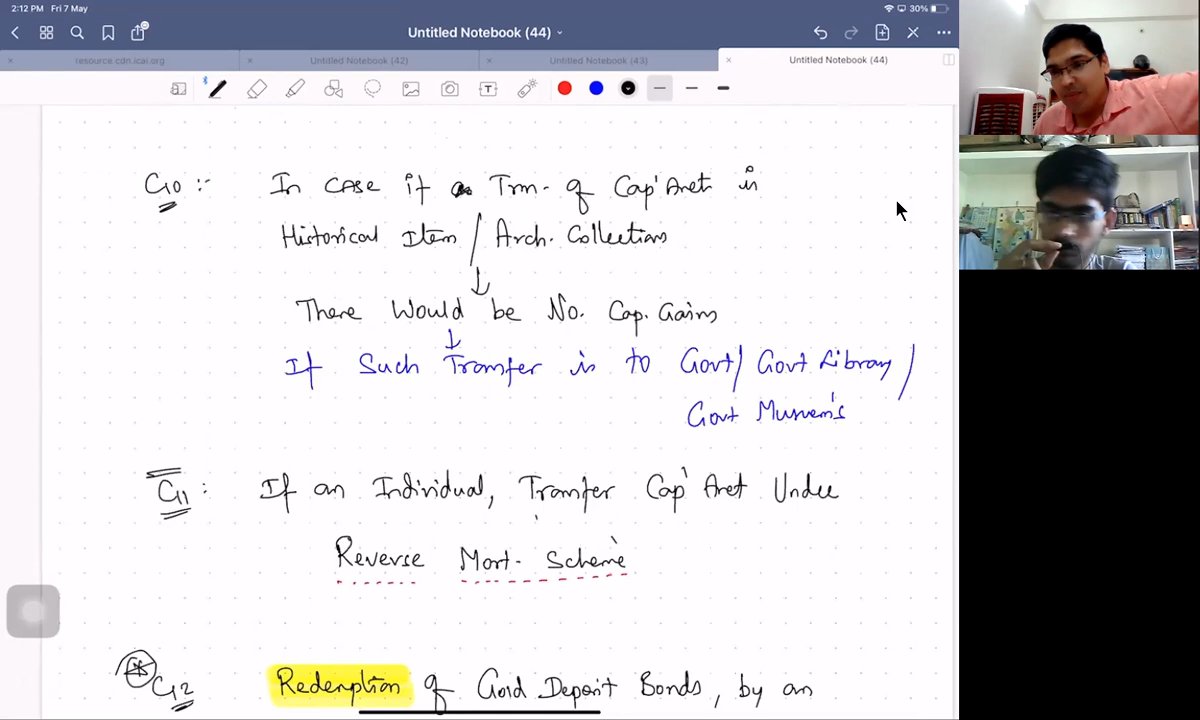 2:12 PM Fri 7 May
30%
Untitled Notebook (44)
resource.cdn.icai.org
Untitled Notebook (42)
Untitled Notebook (43)
Untitled Notebook (44)
C10 :- In CASE if Trn- of Cap' Asset is
Historical Item / Arch. Collections
There Would be No. Cap. Gains
If Such Transfer is to Govt/ Govt Library /
Govt Museum's
C11 : If an Individual, Transfer Cap' Asset Under
Reverse Mort- Scheme
C12 Redemption of Gold Deposit Bonds, by an